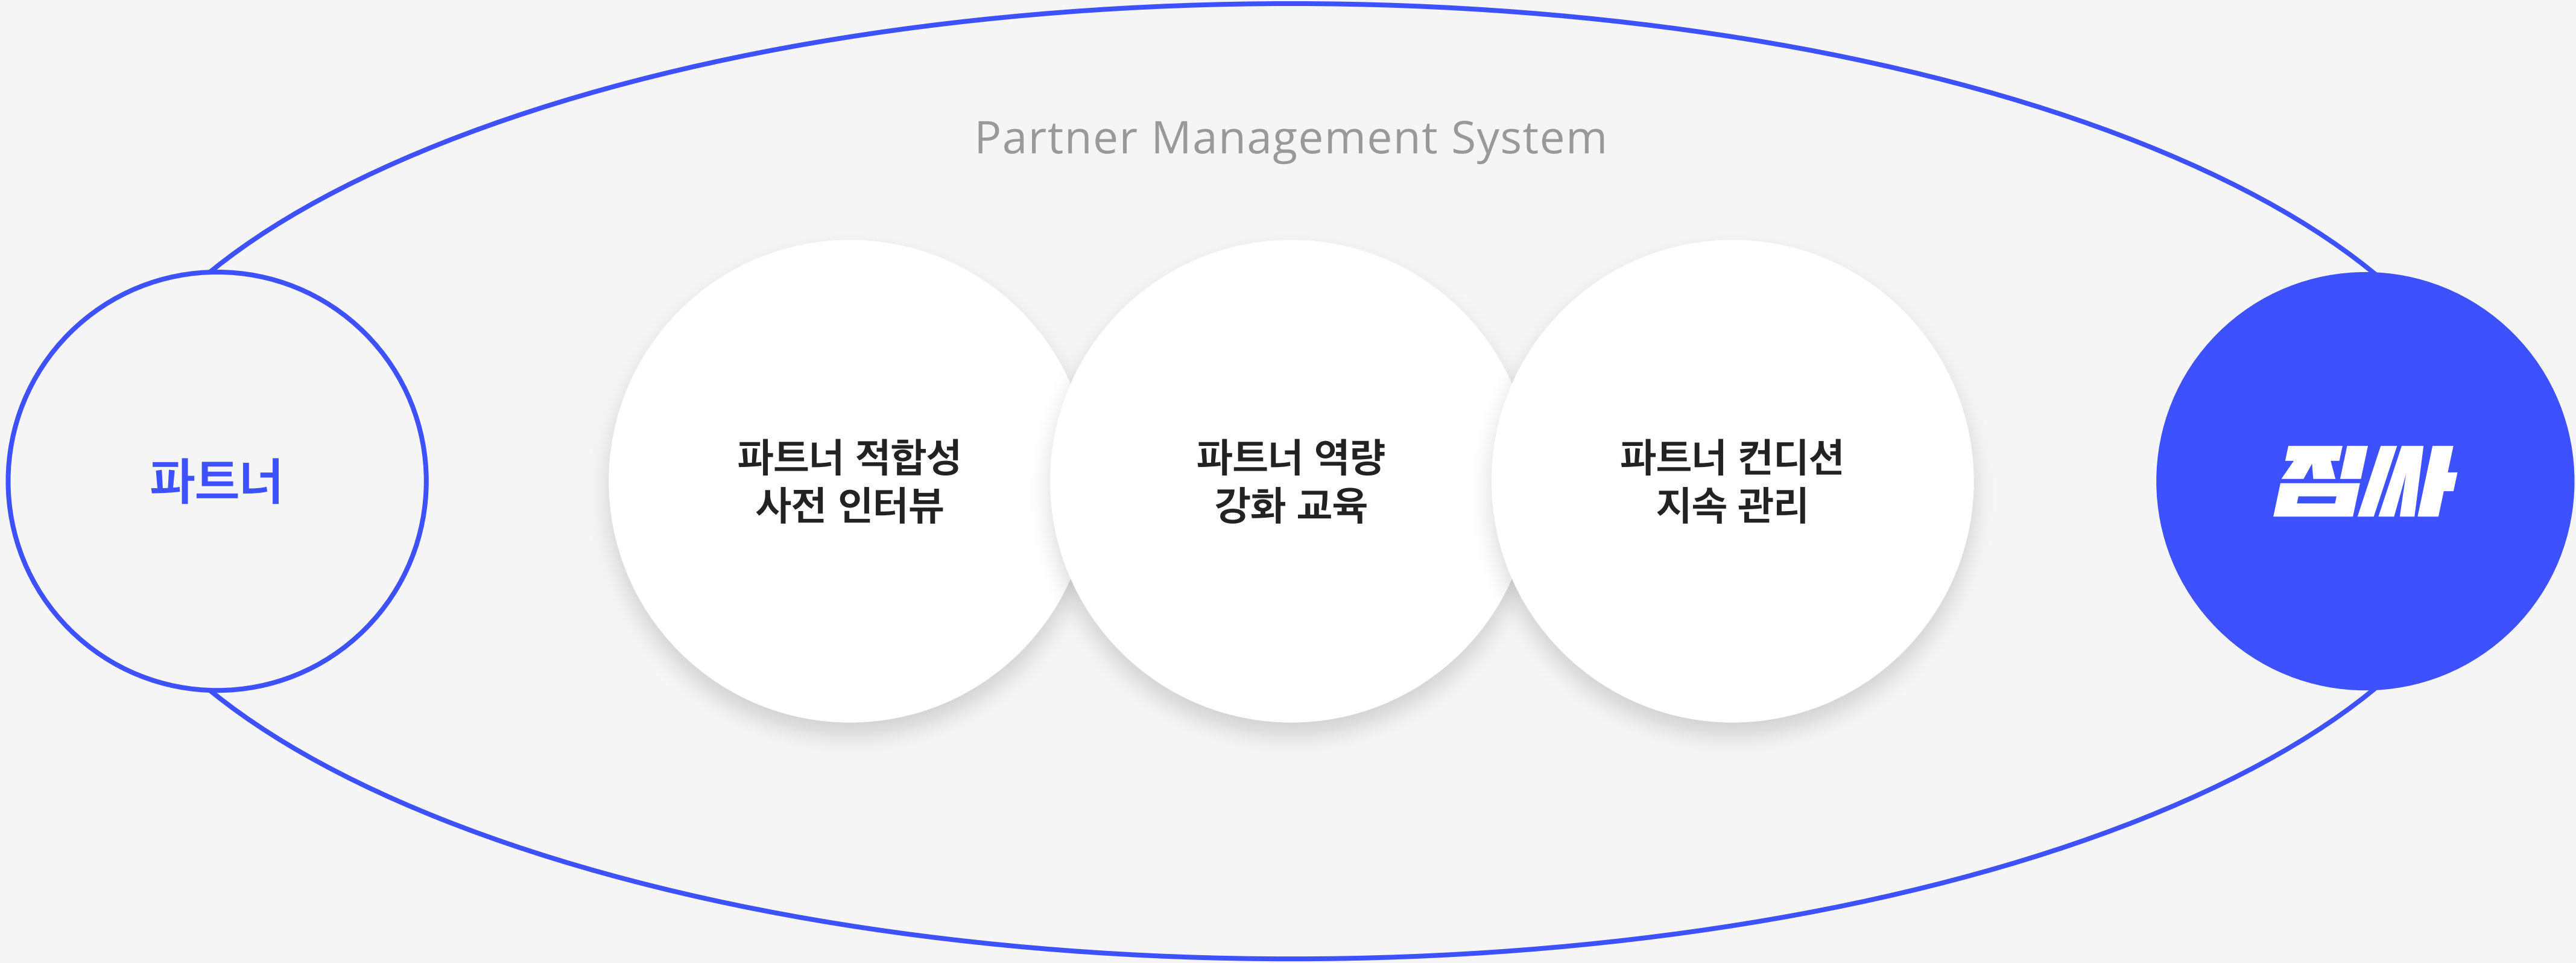 Partner Management System
파트너
파트너 적합성
사전 인터뷰
파트너 역량
강화 교육
파트너 컨디션
지속 관리
짐싸